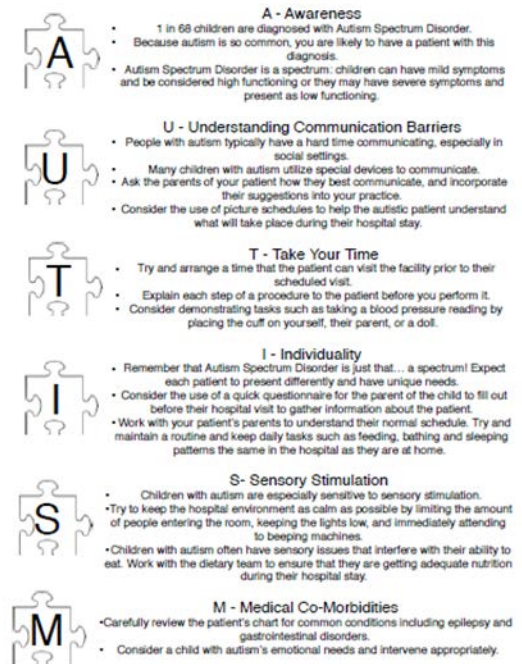 A
A - Awareness
• 1 in 68 children are diagnosed with Autism Spectrum Disorder.
• Because autism is so common, you are likely to have a patient with this
diagnosis.
• Autism Spectrum Disorder is a spectrum: children can have mild symptoms
and be considered high functioning or they may have severe symptoms and
present as low functioning.
U
U - Understanding Communication Barriers
• People with autism typically have a hard time communicating, especially in
social settings.
• Many children with autism utilize special devices to communicate.
• Ask the parents of your patient how they best communicate, and incorporate
their suggestions into your practice.
• Consider the use of picture schedules to help the autistic patient understand
what will take place during their hospital stay.
T
T - Take Your Time
• Try and arrange a time that the patient can visit the facility prior to their
scheduled visit.
• Explain each step of a procedure to the patient before you perform it.
• Consider demonstrating tasks such as taking a blood pressure reading by
placing the cuff on yourself, their parent, or a doll.
I
I - Individuality
• Remember that Autism Spectrum Disorder is just that... a spectrum! Expect
each patient to present differently and have unique needs.
• Consider the use of a quick questionnaire for the parent of the child to fill out
before their hospital visit to gather information about the patient.
• Work with your patient's parents to understand their normal schedule. Try and
maintain a routine and keep daily tasks such as feeding, bathing and sleeping
patterns the same in the hospital as they are at home.
S
S- Sensory Stimulation
• Children with autism are especially sensitive to sensory stimulation.
•Try to keep the hospital environment as calm as possible by limiting the amount
of people entering the room, keeping the lights low, and immediately attending
to beeping machines.
•Children with autism often have sensory issues that interfere with their ability to
eat. Work with the dietary team to ensure that they are getting adequate nutrition
during their hospital stay.
M
M - Medical Co-Morbidities
•Carefully review the patient's chart for common conditions including epilepsy and
gastrointestinal disorders.
• Consider a child with autism's emotional needs and intervene appropriately.